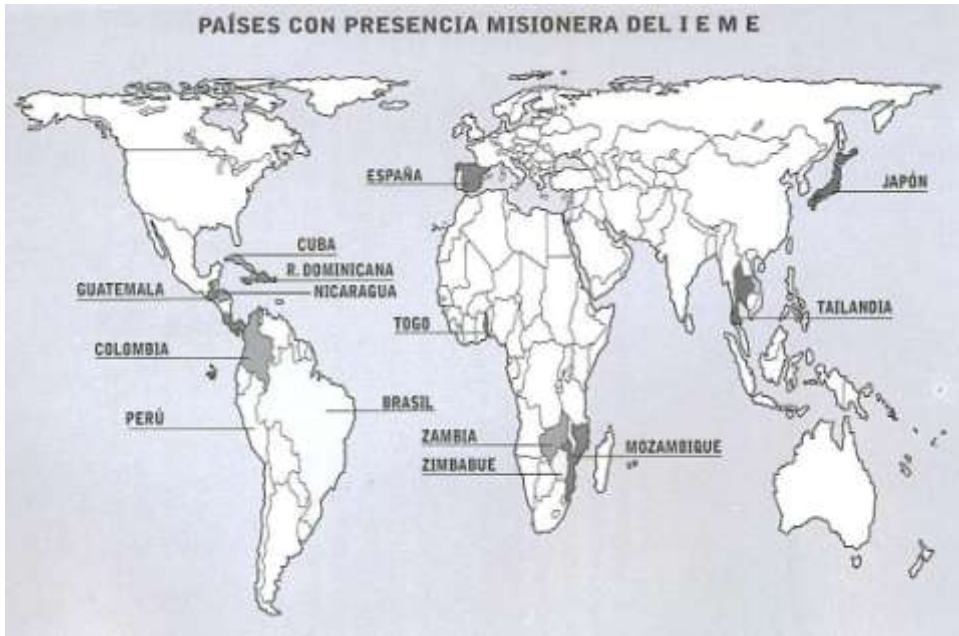 PAÍSES CON PRESENCIA MISIONERA DEL I E M E
ESPAÑA
JAPÓN
CUBA
R. DOMINICANA
GUATEMALA
NICARAGUA
TOGO
TAILANDIA
COLOMBIA
PERÚ
BRASIL
ZAMBIA
MOZAMBIQUE
ZIMBABUE